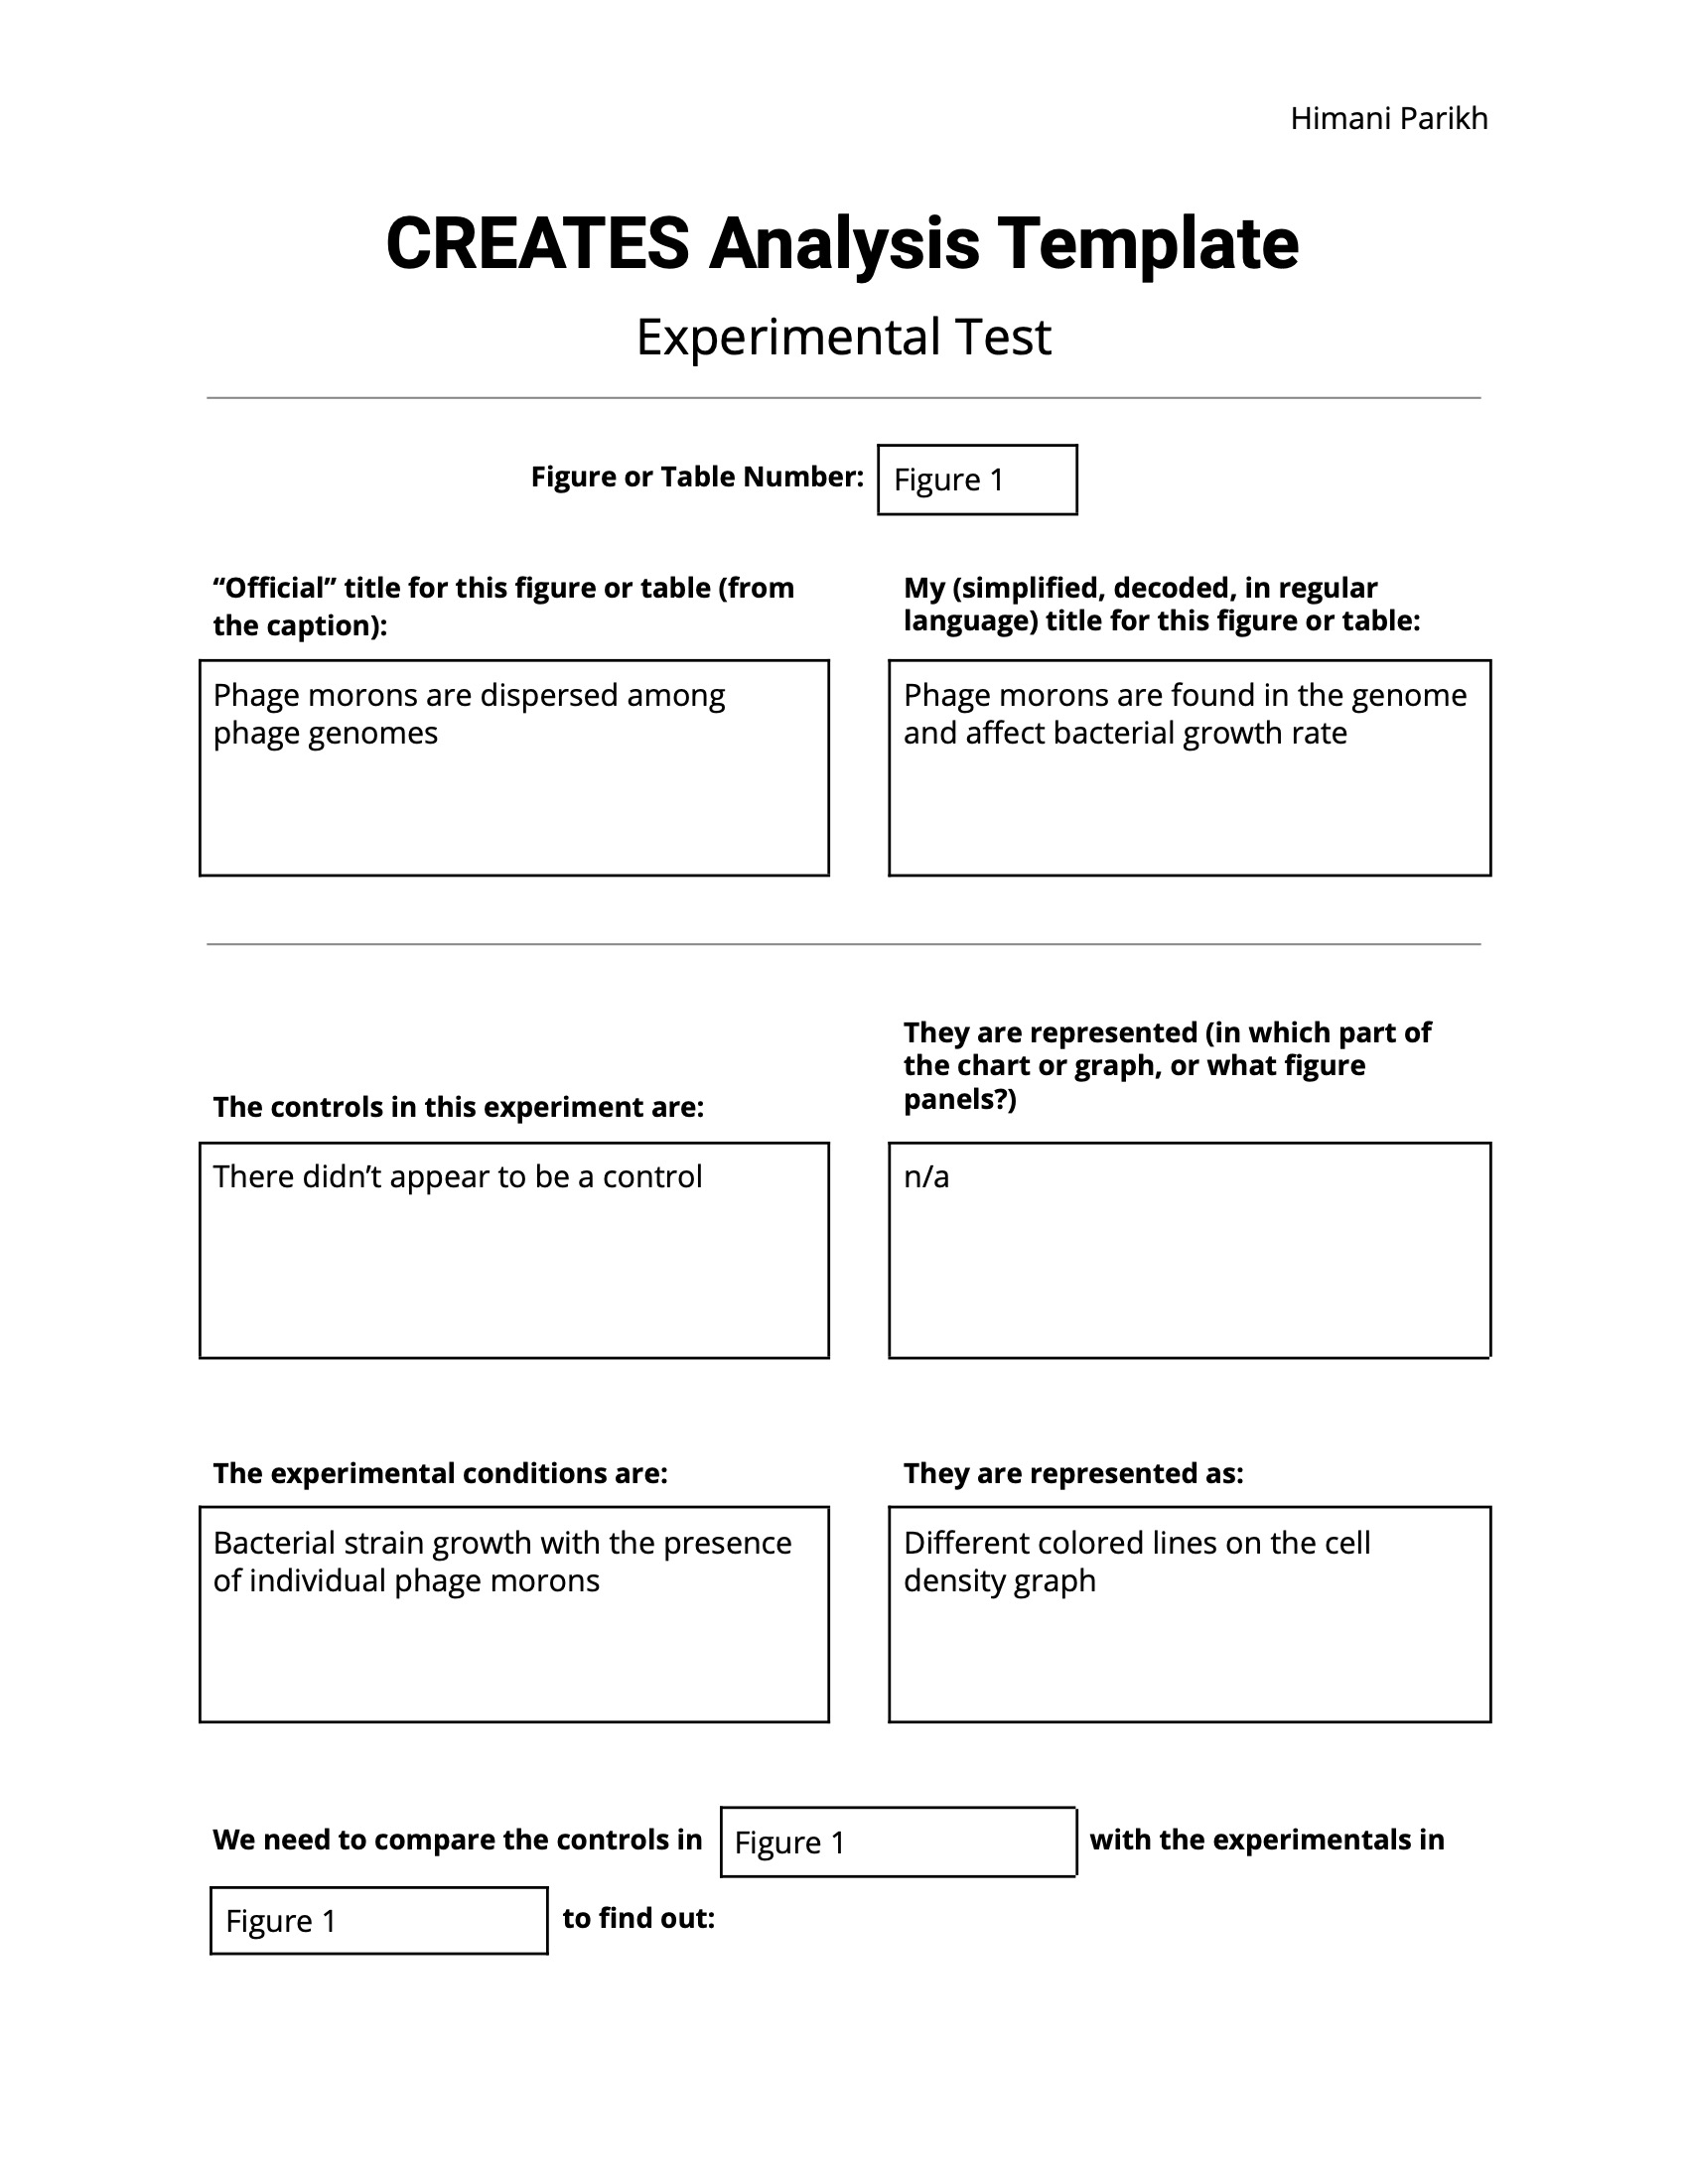 Himani Parikh
CREATES Analysis Template
Experimental Test
Figure or Table Number:
Figure 1
“Official” title for this figure or table (from
the caption):
My (simplified, decoded, in regular
language) title for this figure or table:
Phage morons are dispersed among
phage genomes
Phage morons are found in the genome
and affect bacterial growth rate
The controls in this experiment are:
They are represented (in which part of
the chart or graph, or what figure
panels?)
There didn’t appear to be a control
n/a
The experimental conditions are:
They are represented as:
Bacterial strain growth with the presence
of individual phage morons
Different colored lines on the cell
density graph
We need to compare the controls in
Figure 1
with the experimentals in
Figure 1
to find out: